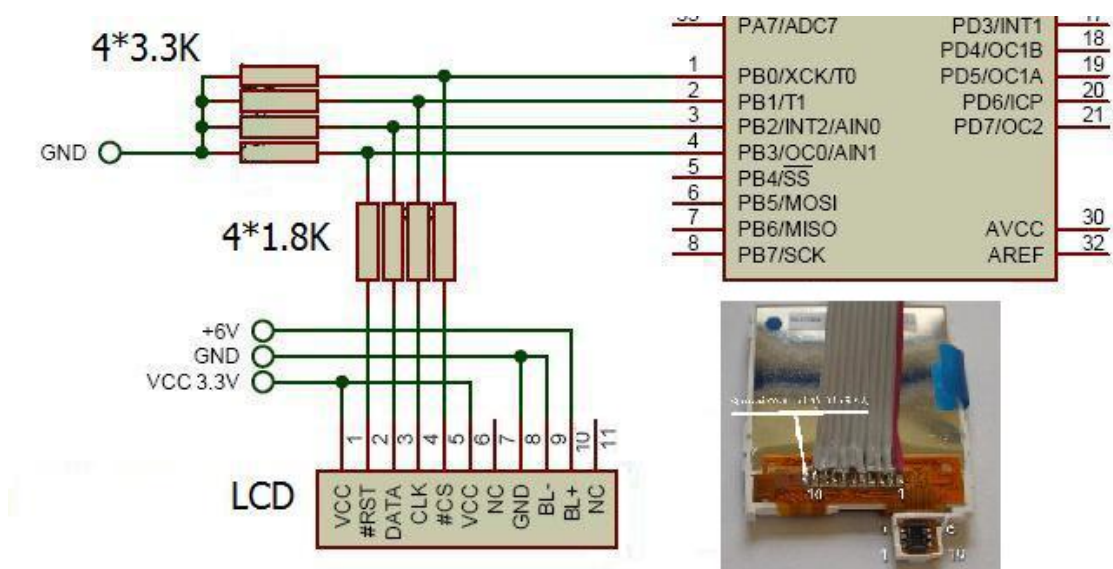 4*3.3K
GND
4*1.8K
+6V
GND
VCC 3.3V
LCD
1
2
3
4
5
6
7
8
9
10
11
VCC
#RST
DATA
CLK
#CS
VCC
NC
GND
BL-
BL+
NC
PA7/ADC7
1 PB0/XCK/T0
2 PB1/T1
3 PB2/INT2/AIN0
4 PB3/OC0/AIN1
5 PB4/SS
6 PB5/MOSI
7 PB6/MISO
8 PB7/SCK
PD3/INT1 17
PD4/OC1B 18
PD5/OC1A 19
PD6/ICP 20
PD7/OC2 21
AVCC 30
AREF 32
10 1
1 10